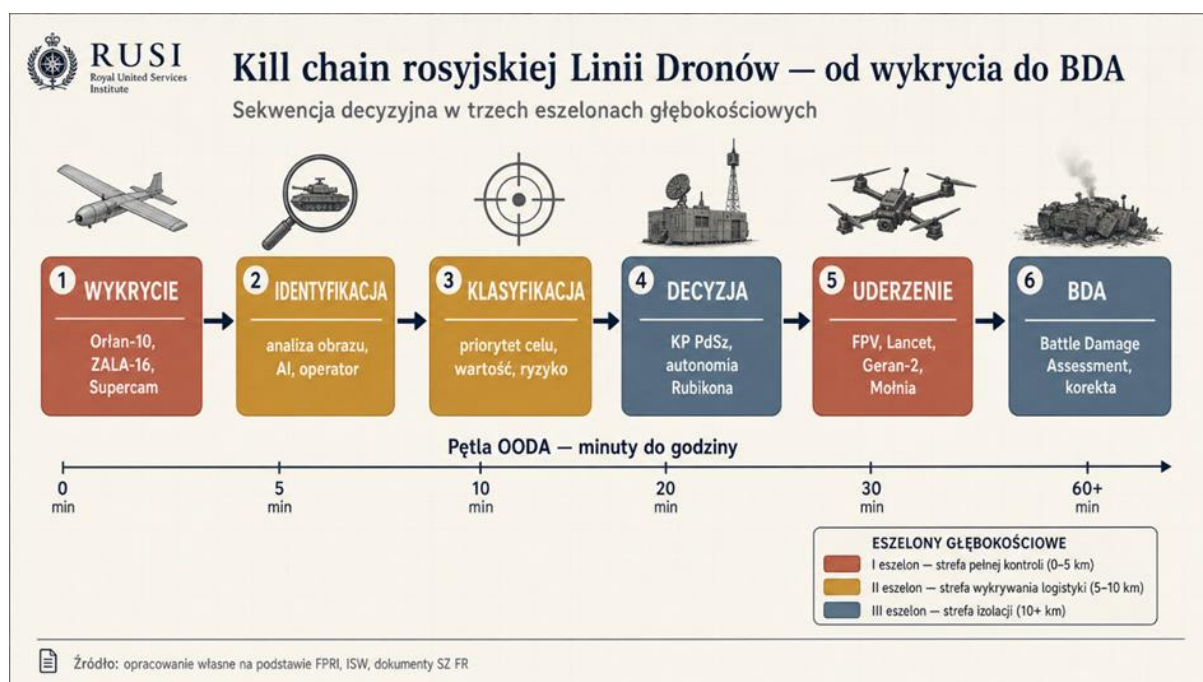 RUSI
Royal United Services
Institute
Kill chain rosyjskiej Linii Dronów — od wykrycia do BDA
Sekwencja decyzyjna w trzech eszelonach głębokościowych
1 WYKRYCIE
Orłan-10,
ZALA-16,
Supercam
2 IDENTYFIKACJA
analiza obrazu,
AI, operator
3 KLASYFIKACJA
priorytet celu,
wartość, ryzyko
4 DECYZJA
KP PdSz,
autonomia
Rubikona
5 UDERZENIE
FPV, Lancet,
Geran-2,
Mołnia
6 BDA
Battle Damage
Assessment,
korekta
Pętla OODA — minuty do godziny
0
min
5
min
10
min
20
min
30
min
60+
min
ESZELONY GŁĘBOKOŚCIOWE
I eszelon — strefa pełnej kontroli (0–5 km)
II eszelon — strefa wykrywania logistyki (5–10 km)
III eszelon — strefa izolacji (10+ km)
Źródło: opracowanie własne na podstawie FPRI, ISW, dokumenty SZ FR